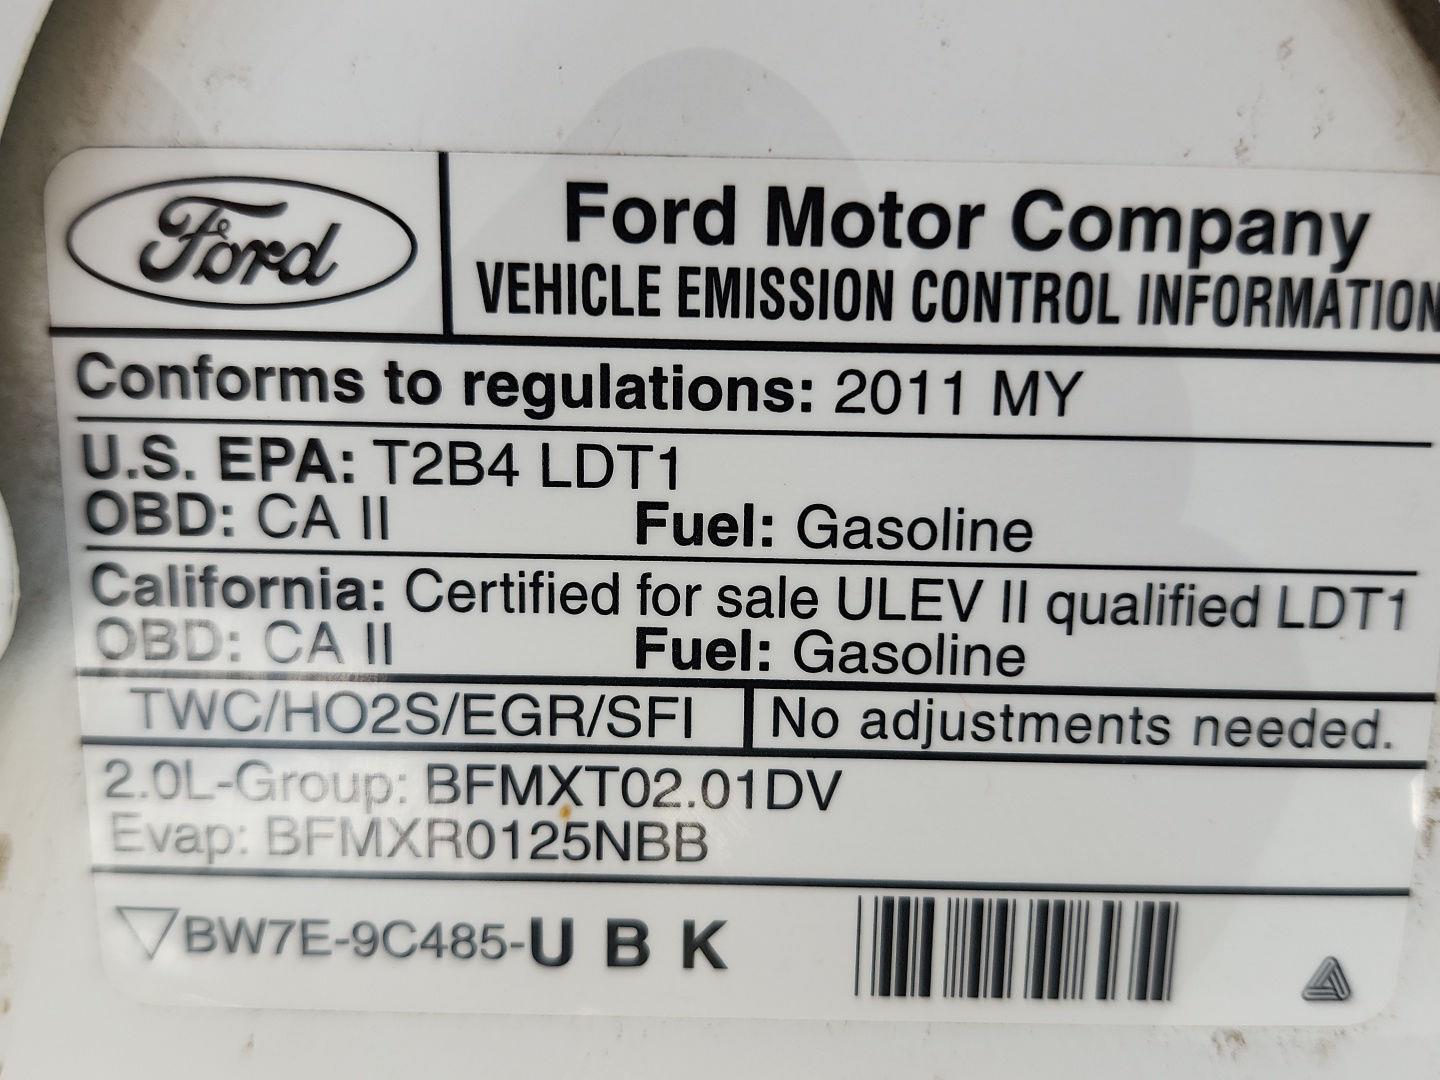 Ford
Ford Motor Company
VEHICLE EMISSION CONTROL INFORMATION
Conforms to regulations: 2011 MY
U.S. EPA: T2B4 LDT1
OBD: CA II Fuel: Gasoline
California: Certified for sale ULEV II qualified LDT1
OBD: CA II Fuel: Gasoline
TWC/HO2S/EGR/SFI No adjustments needed.
2.0L-Group: BFMXT02.01DV
Evap: BFMXR0125NBB
BW7E-9C485-U B K